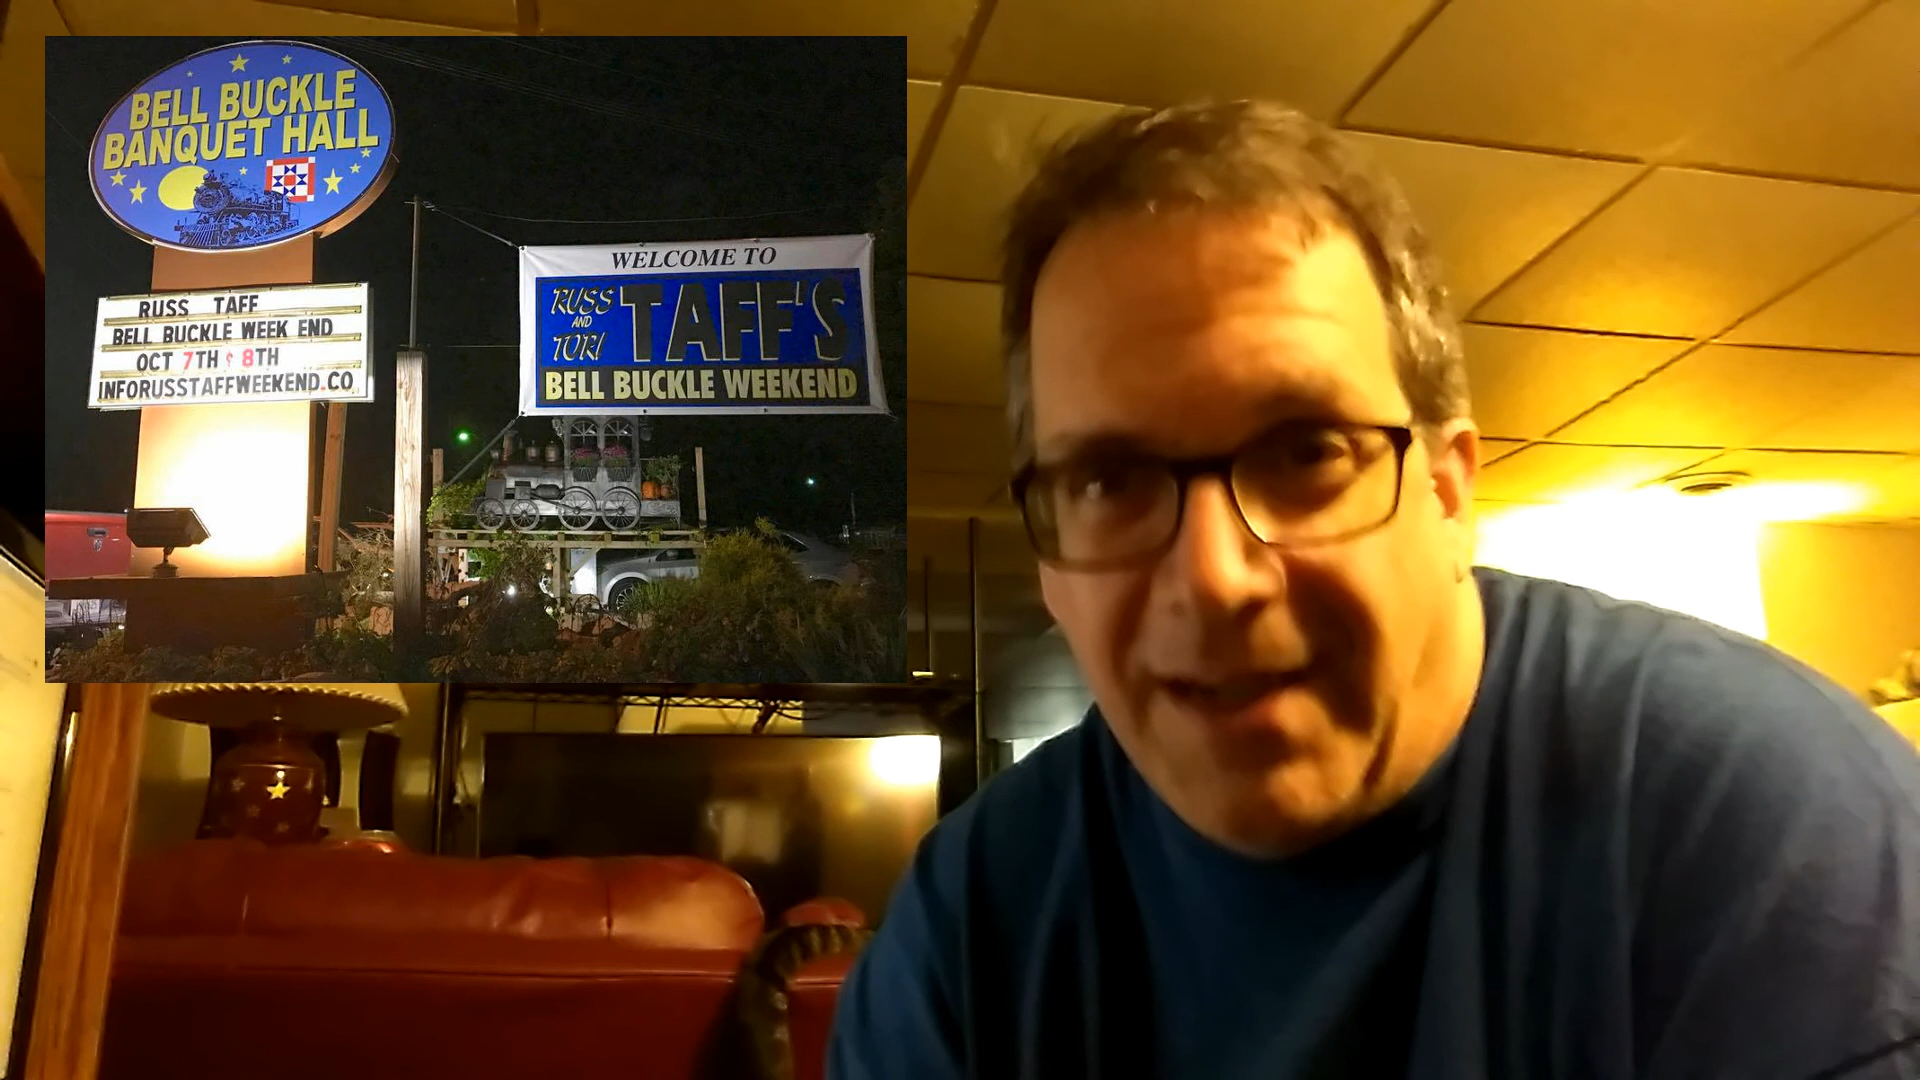 BELL BUCKLE
BANQUET HALL
RUSS TAFF
BELL BUCKLE WEEK END
OCT 7TH & 8TH
INFORUSSTAFFWEEKEND.CO
WELCOME TO
RUSS
AND
TORI
TAFF'S
BELL BUCKLE WEEKEND